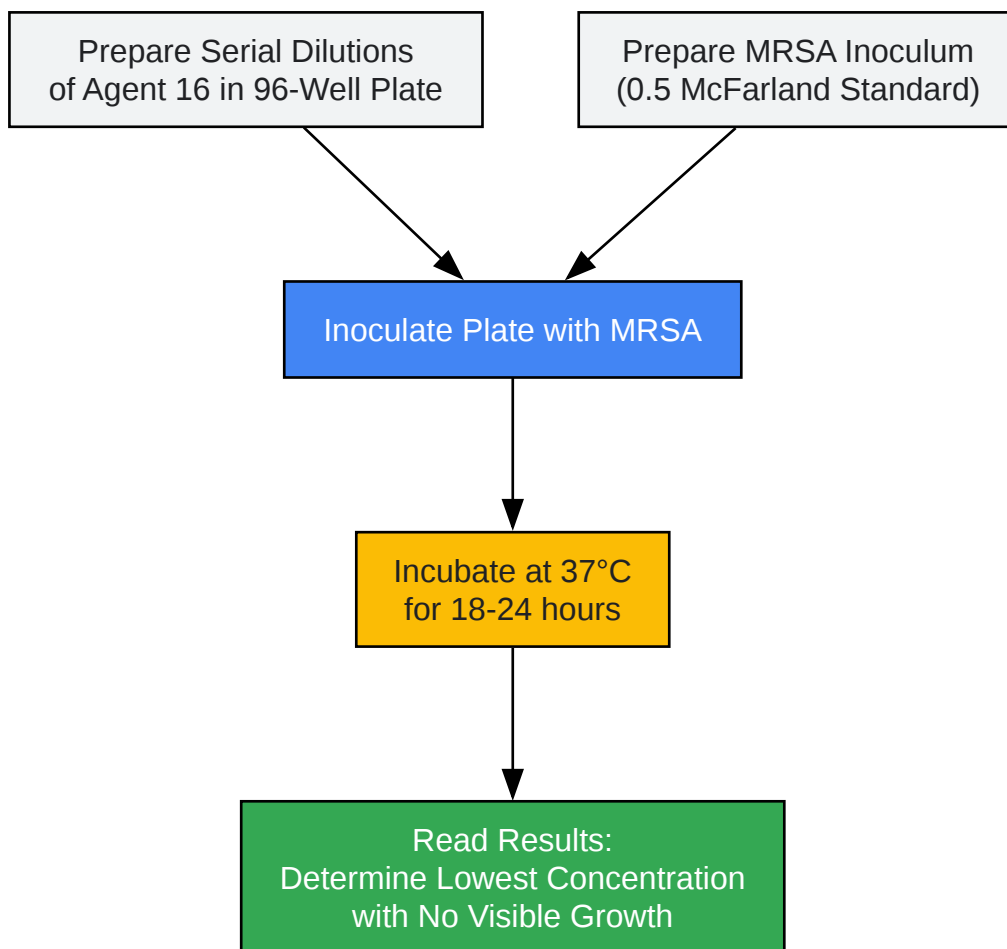 Prepare Serial Dilutions
of Agent 16 in 96-Well Plate
Prepare MRSA Inoculum
(0.5 McFarland Standard)
Inoculate Plate with MRSA
Incubate at 37°C
for 18-24 hours
Read Results:
Determine Lowest Concentration
with No Visible Growth